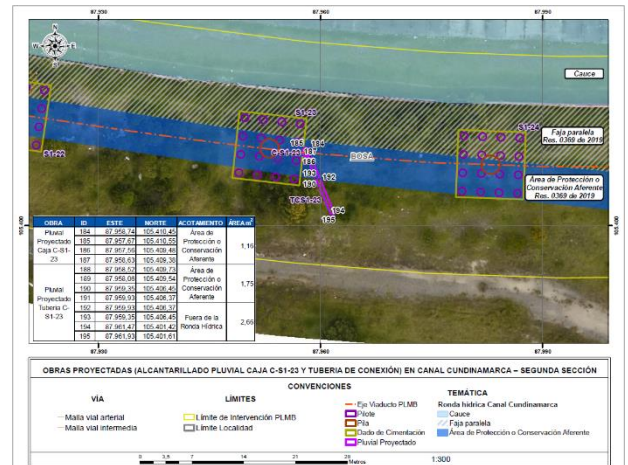 87.930 87.960 87.990
N
W E
S
Cauce
S1-23
S1-24
S1-22
Faja paralela
Res. 0369 de 2019
BOSA
185 184
C-S1-23 187
186
193 192
190
Área de Protección o
Conservación Aferente
Res. 0369 de 2019
TCS1-23
194
195
105.400 105.400
OBRA ID ESTE NORTE ACOTAMIENTO ÁREA m²
Pluvial Proyectado Caja C-S1-23 Área de Protección o Conservación Aferente 1,16
184 87.958,74 105.410,45
185 87.957,67 105.410,55
186 87.957,56 105.409,48
187 87.958,63 105.409,38
Pluvial Proyectado Tuberia C-S1-23 Área de Protección o Conservación Aferente 1,75
188 87.958,52 105.409,73
189 87.958,08 105.409,54
190 87.959,35 105.406,45
191 87.959,93 105.406,37
Fuera de la Ronda Hídrica 2,66
192 87.959,93 105.406,37
193 87.959,35 105.406,45
194 87.961,47 105.401,42
195 87.961,93 105.401,61
87.930 87.960 87.990
OBRAS PROYECTADAS (ALCANTARILLADO PLUVIAL CAJA C-S1-23 Y TUBERIA DE CONEXIÓN) EN CANAL CUNDINAMARCA – SEGUNDA SECCIÓN
CONVENCIONES
VÍA
Malla vial arterial
Malla vial intermedia
LÍMITES
Límite de Intervención PLMB
Límite Localidad
Eje Viaducto PLMB
Pilote
Pila
Dado de Cimentación
Pluvial Proyectado
TEMÁTICA
Ronda hídrica Canal Cundinamarca
Cauce
Faja paralela
Área de Protección o Conservación Aferente
0 3,5 7 14 21 28
Metros
1:300